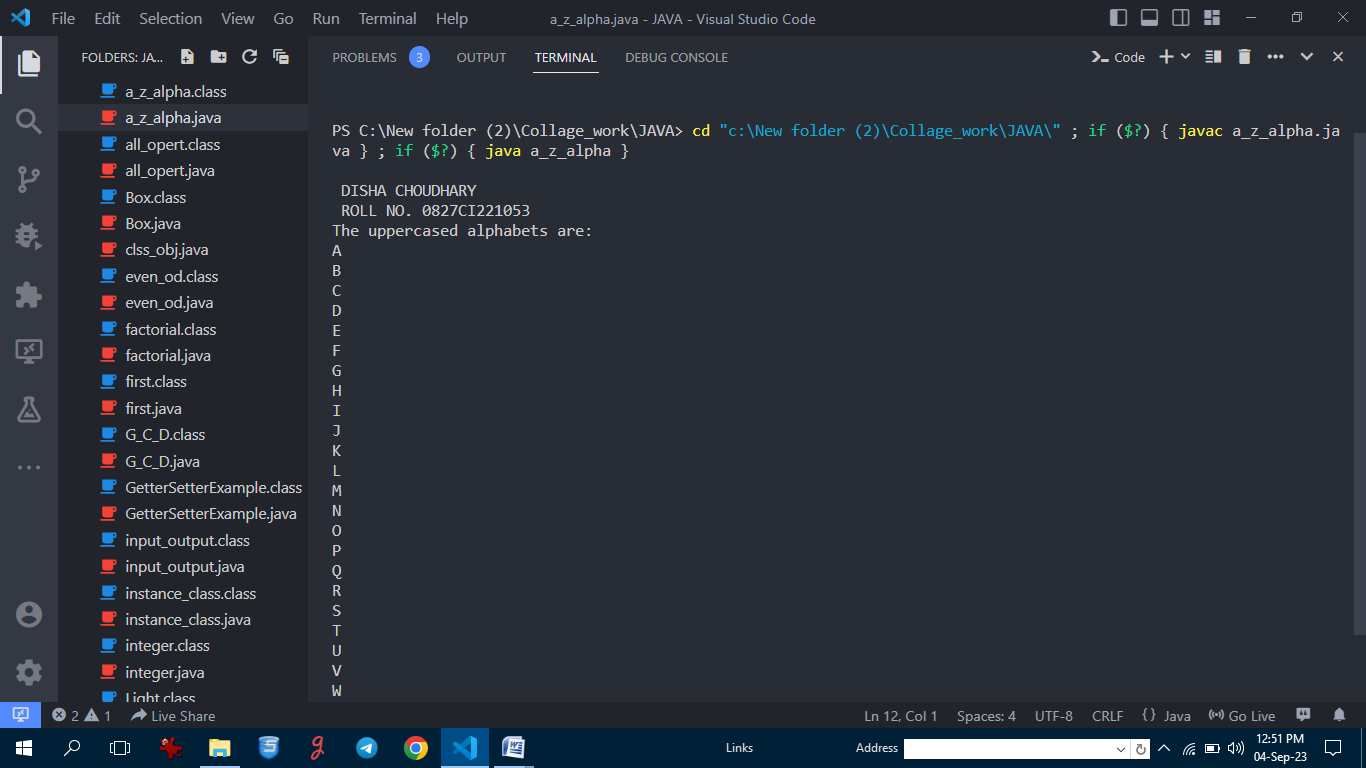 File Edit Selection View Go Run Terminal Help a_z_alpha.java - JAVA - Visual Studio Code
FOLDERS: JA...
a_z_alpha.class
a_z_alpha.java
all_opert.class
all_opert.java
Box.class
Box.java
clss_obj.java
even_od.class
even_od.java
factorial.class
factorial.java
first.class
first.java
G_C_D.class
G_C_D.java
GetterSetterExample.class
GetterSetterExample.java
input_output.class
input_output.java
instance_class.class
instance_class.java
integer.class
integer.java
Light.class
PROBLEMS 3 OUTPUT TERMINAL DEBUG CONSOLE Code
PS C:\New folder (2)\Collage_work\JAVA> cd "c:\New folder (2)\Collage_work\JAVA\" ; if ($?) { javac a_z_alpha.ja
va } ; if ($?) { java a_z_alpha }
DISHA CHOUDHARY
ROLL NO. 0827CI221053
The uppercased alphabets are:
A
B
C
D
E
F
G
H
I
J
K
L
M
N
O
P
Q
R
S
T
U
V
W
2 1 Live Share Ln 12, Col 1 Spaces: 4 UTF-8 CRLF {} Java Go Live
Links Address 12:51 PM
04-Sep-23